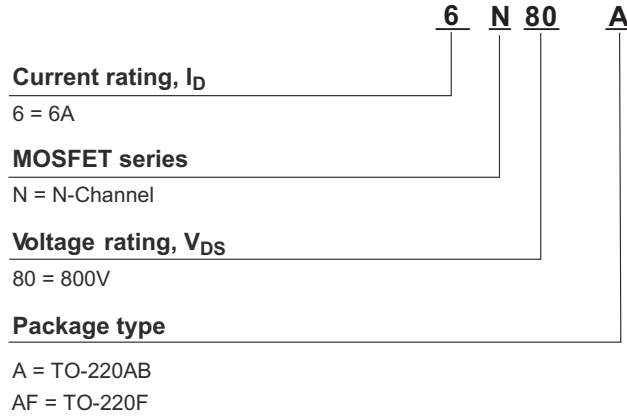 6 N 80 A
Current rating, ID
6 = 6A
MOSFET series
N = N-Channel
Voltage rating, VDS
80 = 800V
Package type
A = TO-220AB
AF = TO-220F